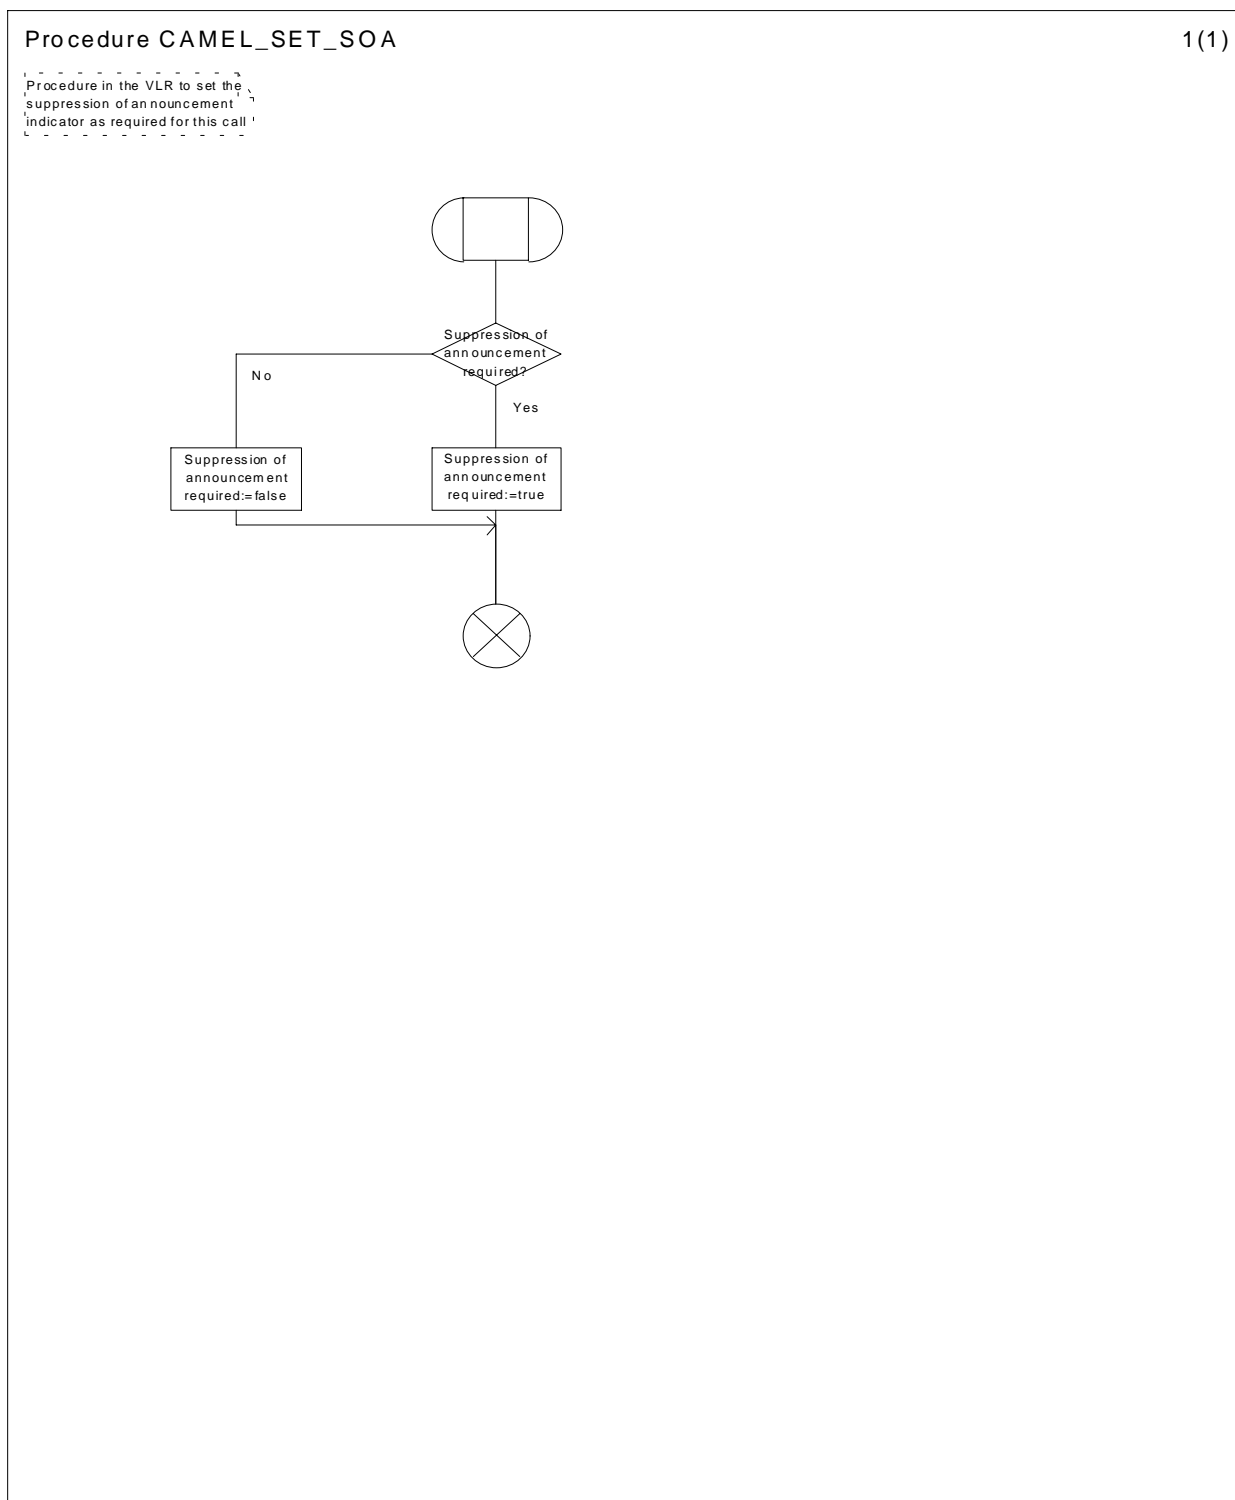 Procedure CAMEL_SET_SOA
1(1)
Procedure in the VLR to set the
suppression of announcement
indicator as required for this call
Suppression of
announcement
required?
No
Yes
Suppression of
announcement
required:=false
Suppression of
announcement
required:=true